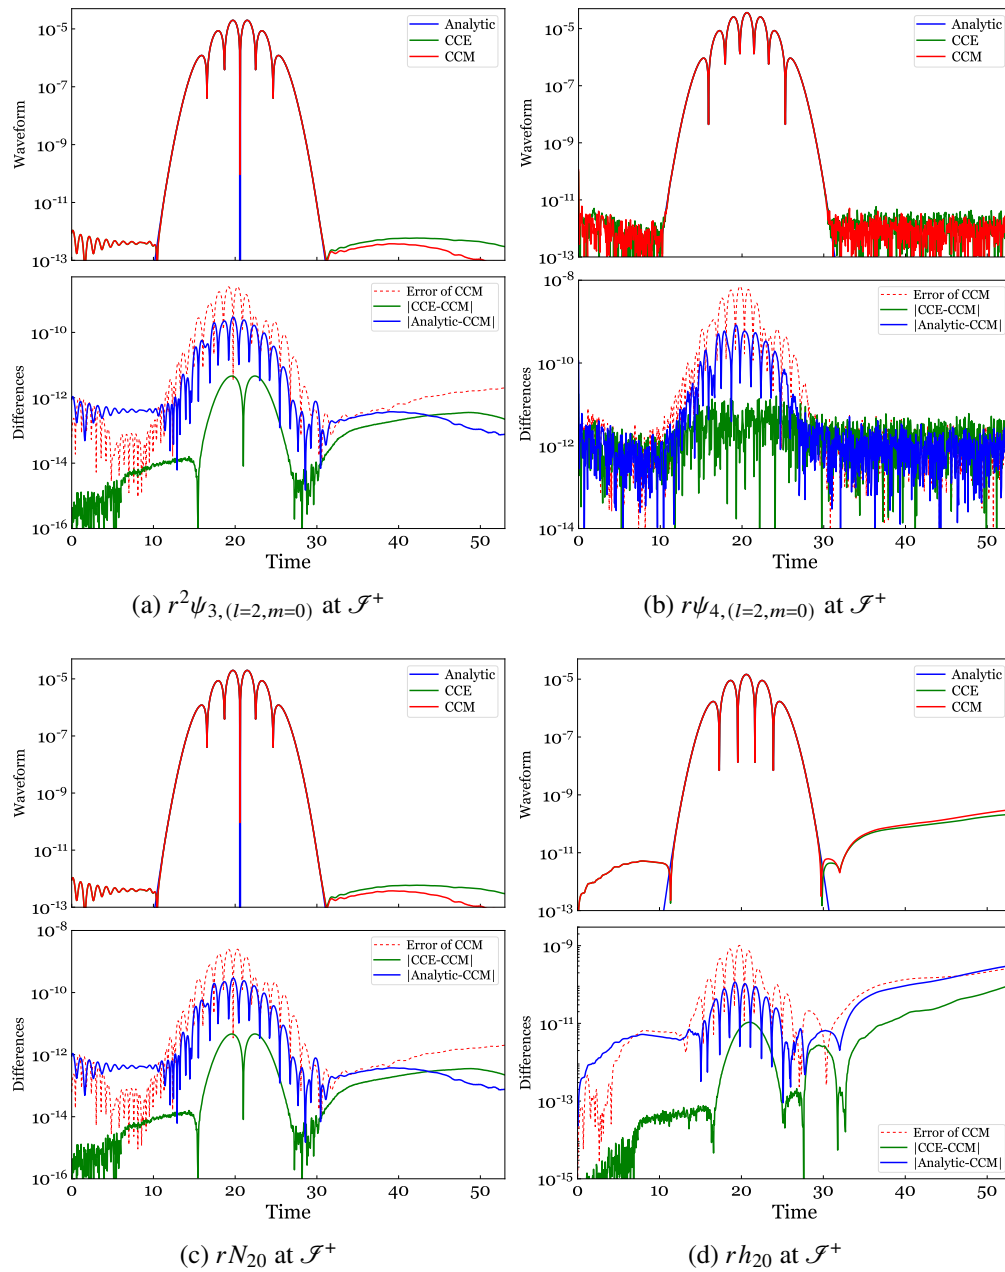 10⁻⁵
10⁻⁷
10⁻⁹
10⁻¹¹
10⁻¹³
Waveform
Analytic
CCE
CCM
10⁻¹⁰
10⁻¹²
10⁻¹⁴
10⁻¹⁶
Differences
Error of CCM
|CCE-CCM|
|Analytic-CCM|
0 10 20 30 40 50
Time
(a) r²ψ₃,(l=2,m=0) at 𝒥⁺
10⁻⁵
10⁻⁷
10⁻⁹
10⁻¹¹
10⁻¹³
Waveform
Analytic
CCE
CCM
10⁻⁸
10⁻¹⁰
10⁻¹²
10⁻¹⁴
Differences
Error of CCM
|CCE-CCM|
|Analytic-CCM|
0 10 20 30 40 50
Time
(b) rψ₄,(l=2,m=0) at 𝒥⁺
10⁻⁵
10⁻⁷
10⁻⁹
10⁻¹¹
10⁻¹³
Waveform
Analytic
CCE
CCM
10⁻⁸
10⁻¹⁰
10⁻¹²
10⁻¹⁴
10⁻¹⁶
Differences
Error of CCM
|CCE-CCM|
|Analytic-CCM|
0 10 20 30 40 50
Time
(c) rN₂₀ at 𝒥⁺
10⁻⁵
10⁻⁷
10⁻⁹
10⁻¹¹
10⁻¹³
Waveform
Analytic
CCE
CCM
10⁻⁹
10⁻¹¹
10⁻¹³
10⁻¹⁵
Differences
Error of CCM
|CCE-CCM|
|Analytic-CCM|
0 10 20 30 40 50
Time
(d) rh₂₀ at 𝒥⁺